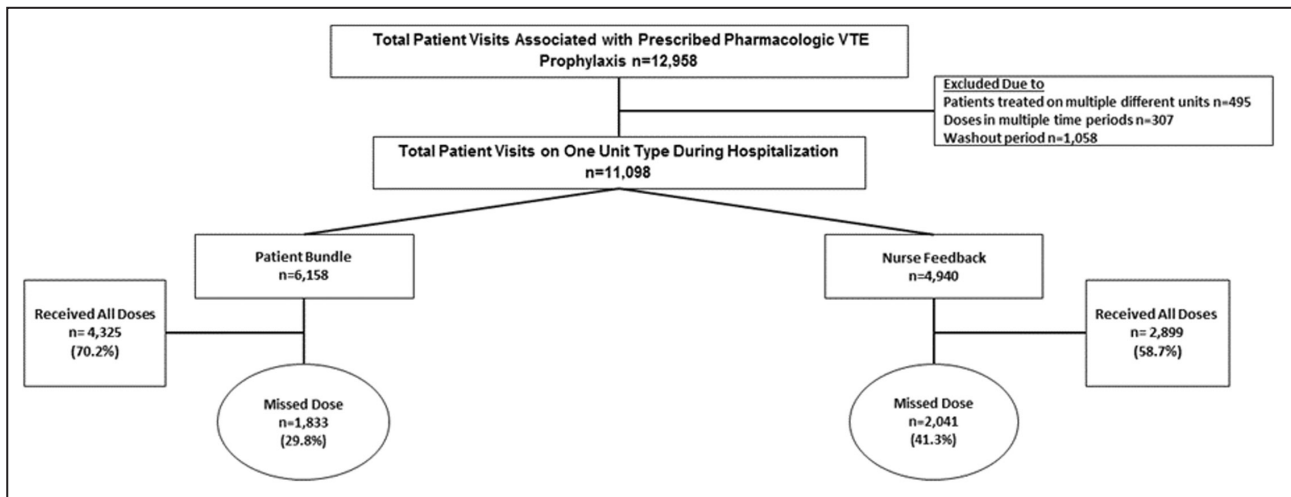 Total Patient Visits Associated with Prescribed Pharmacologic VTE
Prophylaxis n=12,958
Excluded Due to
Patients treated on multiple different units n=495
Doses in multiple time periods n=307
Washout period n=1,058
Total Patient Visits on One Unit Type During Hospitalization
n=11,098
Patient Bundle
n=6,158
Nurse Feedback
n=4,940
Received All Doses
n= 4,325
(70.2%)
Received All Doses
n= 2,899
(58.7%)
Missed Dose
n=1,833
(29.8%)
Missed Dose
n=2,041
(41.3%)